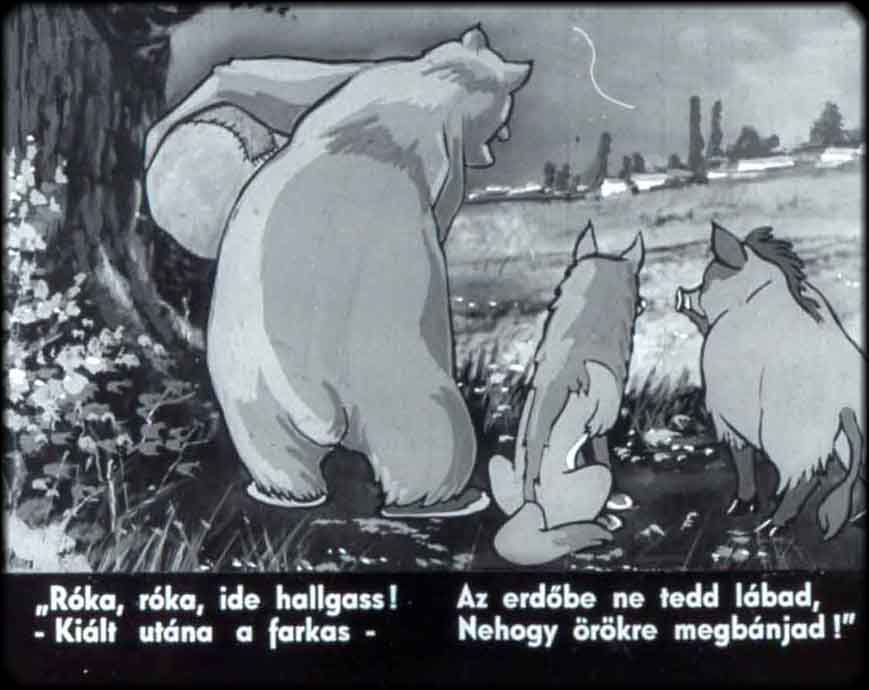 „Róka, róka, ide hallgass!
- Kiált utána a farkas -
Az erdőbe ne tedd lábad,
Nehogy örökre megbánjad!"